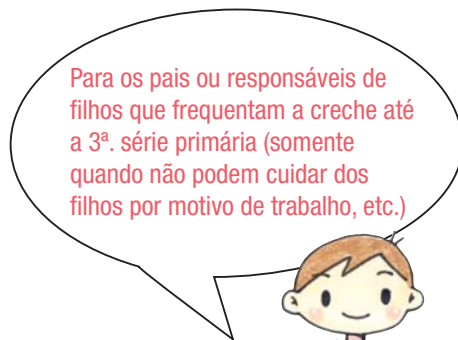 Para os pais ou responsáveis de
filhos que frequentam a creche até
a 3ª. série primária (somente
quando não podem cuidar dos
filhos por motivo de trabalho, etc.)